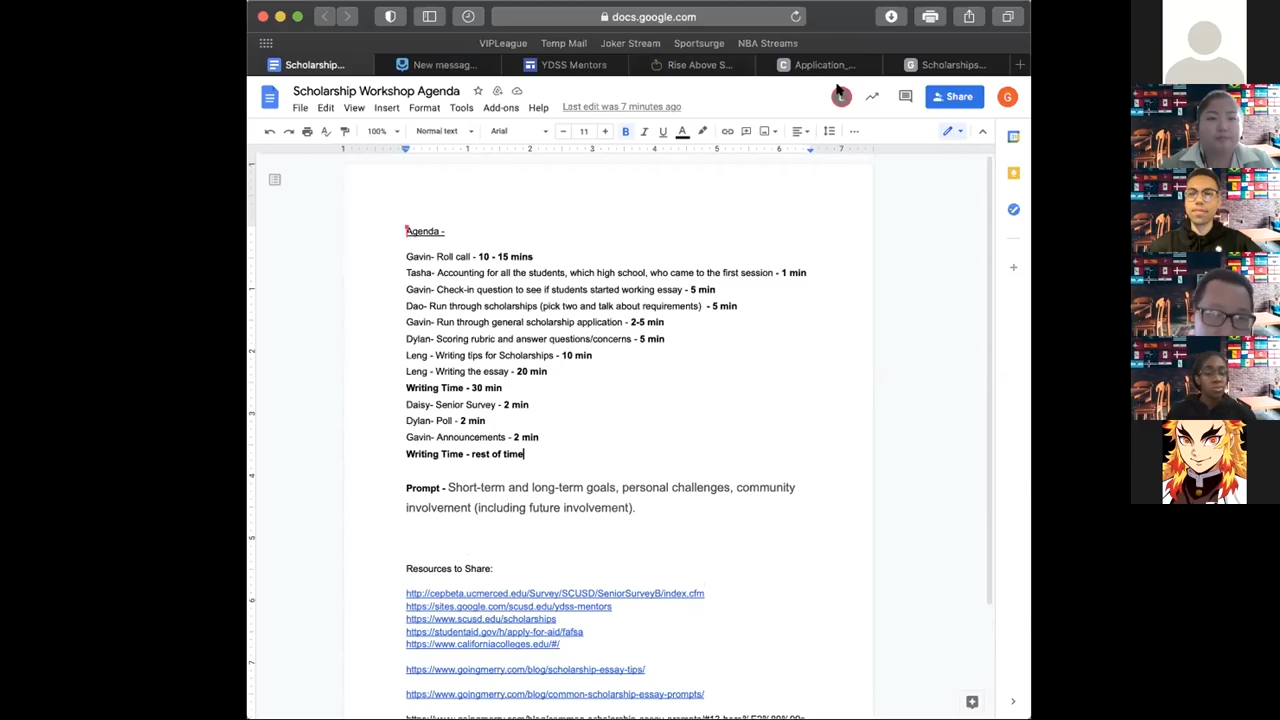 docs.google.com
VIPLeague Temp Mail Joker Stream Sportsurge NBA Streams
Scholarship... New messag... YDSS Mentors Rise Above S... Application_... Scholarships...
Scholarship Workshop Agenda
File Edit View Insert Format Tools Add-ons Help Last edit was 7 minutes ago
Share
G
100% Normal text Arial 11 B I U A
1 1 2 3 4 5 6 7
Agenda -
Gavin- Roll call - 10 - 15 mins
Tasha- Accounting for all the students, which high school, who came to the first session - 1 min
Gavin- Check-in question to see if students started working essay - 5 min
Dao- Run through scholarships (pick two and talk about requirements) - 5 min
Gavin- Run through general scholarship application - 2-5 min
Dylan- Scoring rubric and answer questions/concerns - 5 min
Leng - Writing tips for Scholarships - 10 min
Leng - Writing the essay - 20 min
Writing Time - 30 min
Daisy- Senior Survey - 2 min
Dylan- Poll - 2 min
Gavin- Announcements - 2 min
Writing Time - rest of time
Prompt - Short-term and long-term goals, personal challenges, community
involvement (including future involvement).
Resources to Share:
http://cepbeta.ucmerced.edu/Survey/SCUSD/SeniorSurveyB/index.cfm
https://sites.google.com/scusd.edu/ydss-mentors
https://www.scusd.edu/scholarships
https://studentaid.gov/h/apply-for-aid/fafsa
https://www.californiacolleges.edu/#/
https://www.goingmerry.com/blog/scholarship-essay-tips/
https://www.goingmerry.com/blog/common-scholarship-essay-prompts/